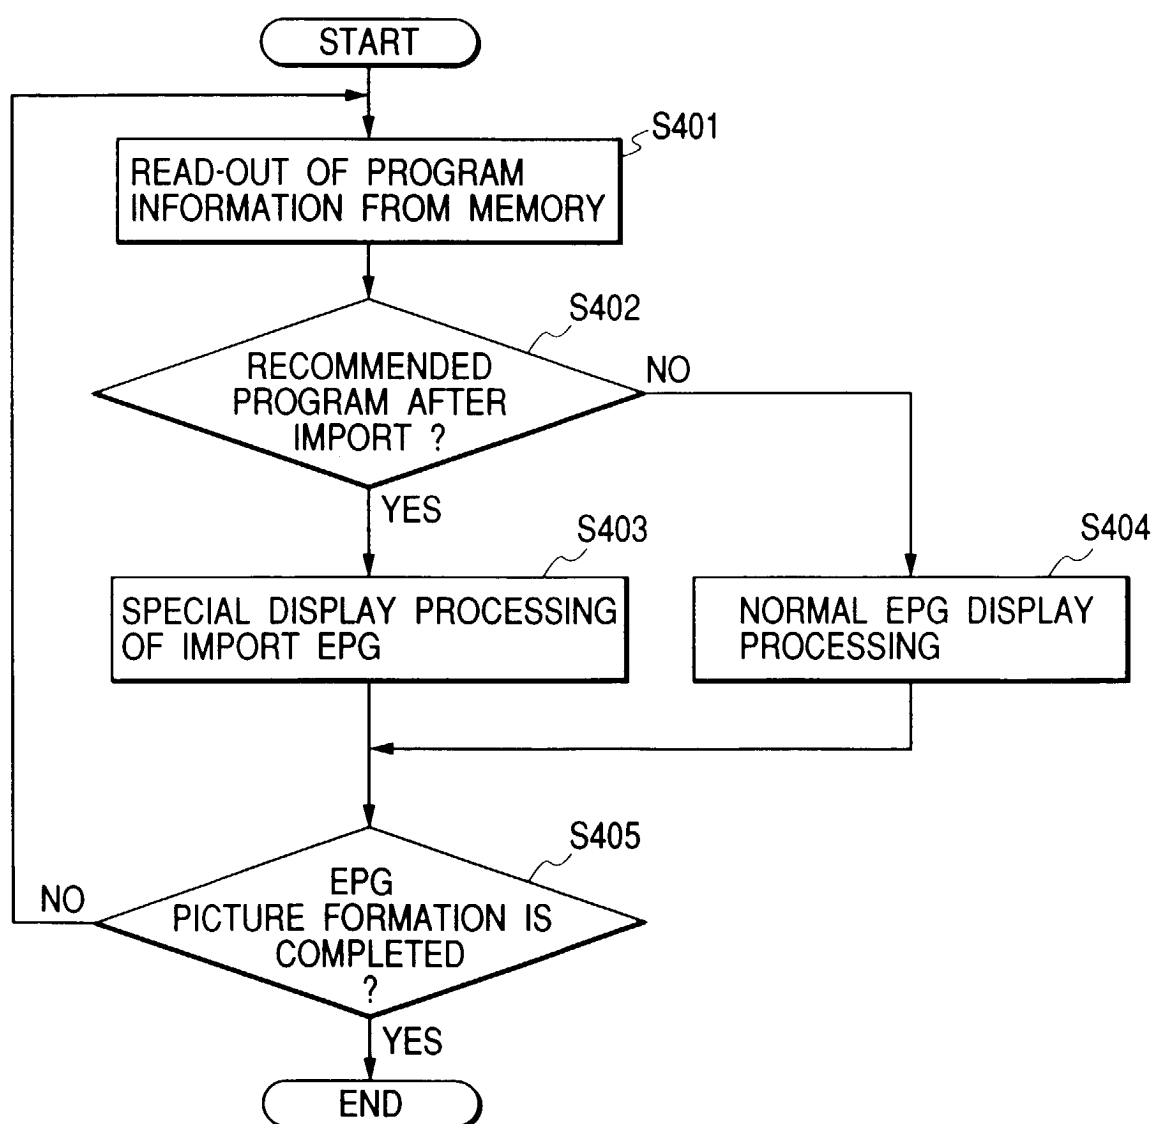 START
S401
READ-OUT OF PROGRAM
INFORMATION FROM MEMORY
S402
RECOMMENDED
PROGRAM AFTER
IMPORT ?
NO
YES
S403
SPECIAL DISPLAY PROCESSING
OF IMPORT EPG
S404
NORMAL EPG DISPLAY
PROCESSING
S405
EPG
PICTURE FORMATION IS
COMPLETED
?
NO
YES
END